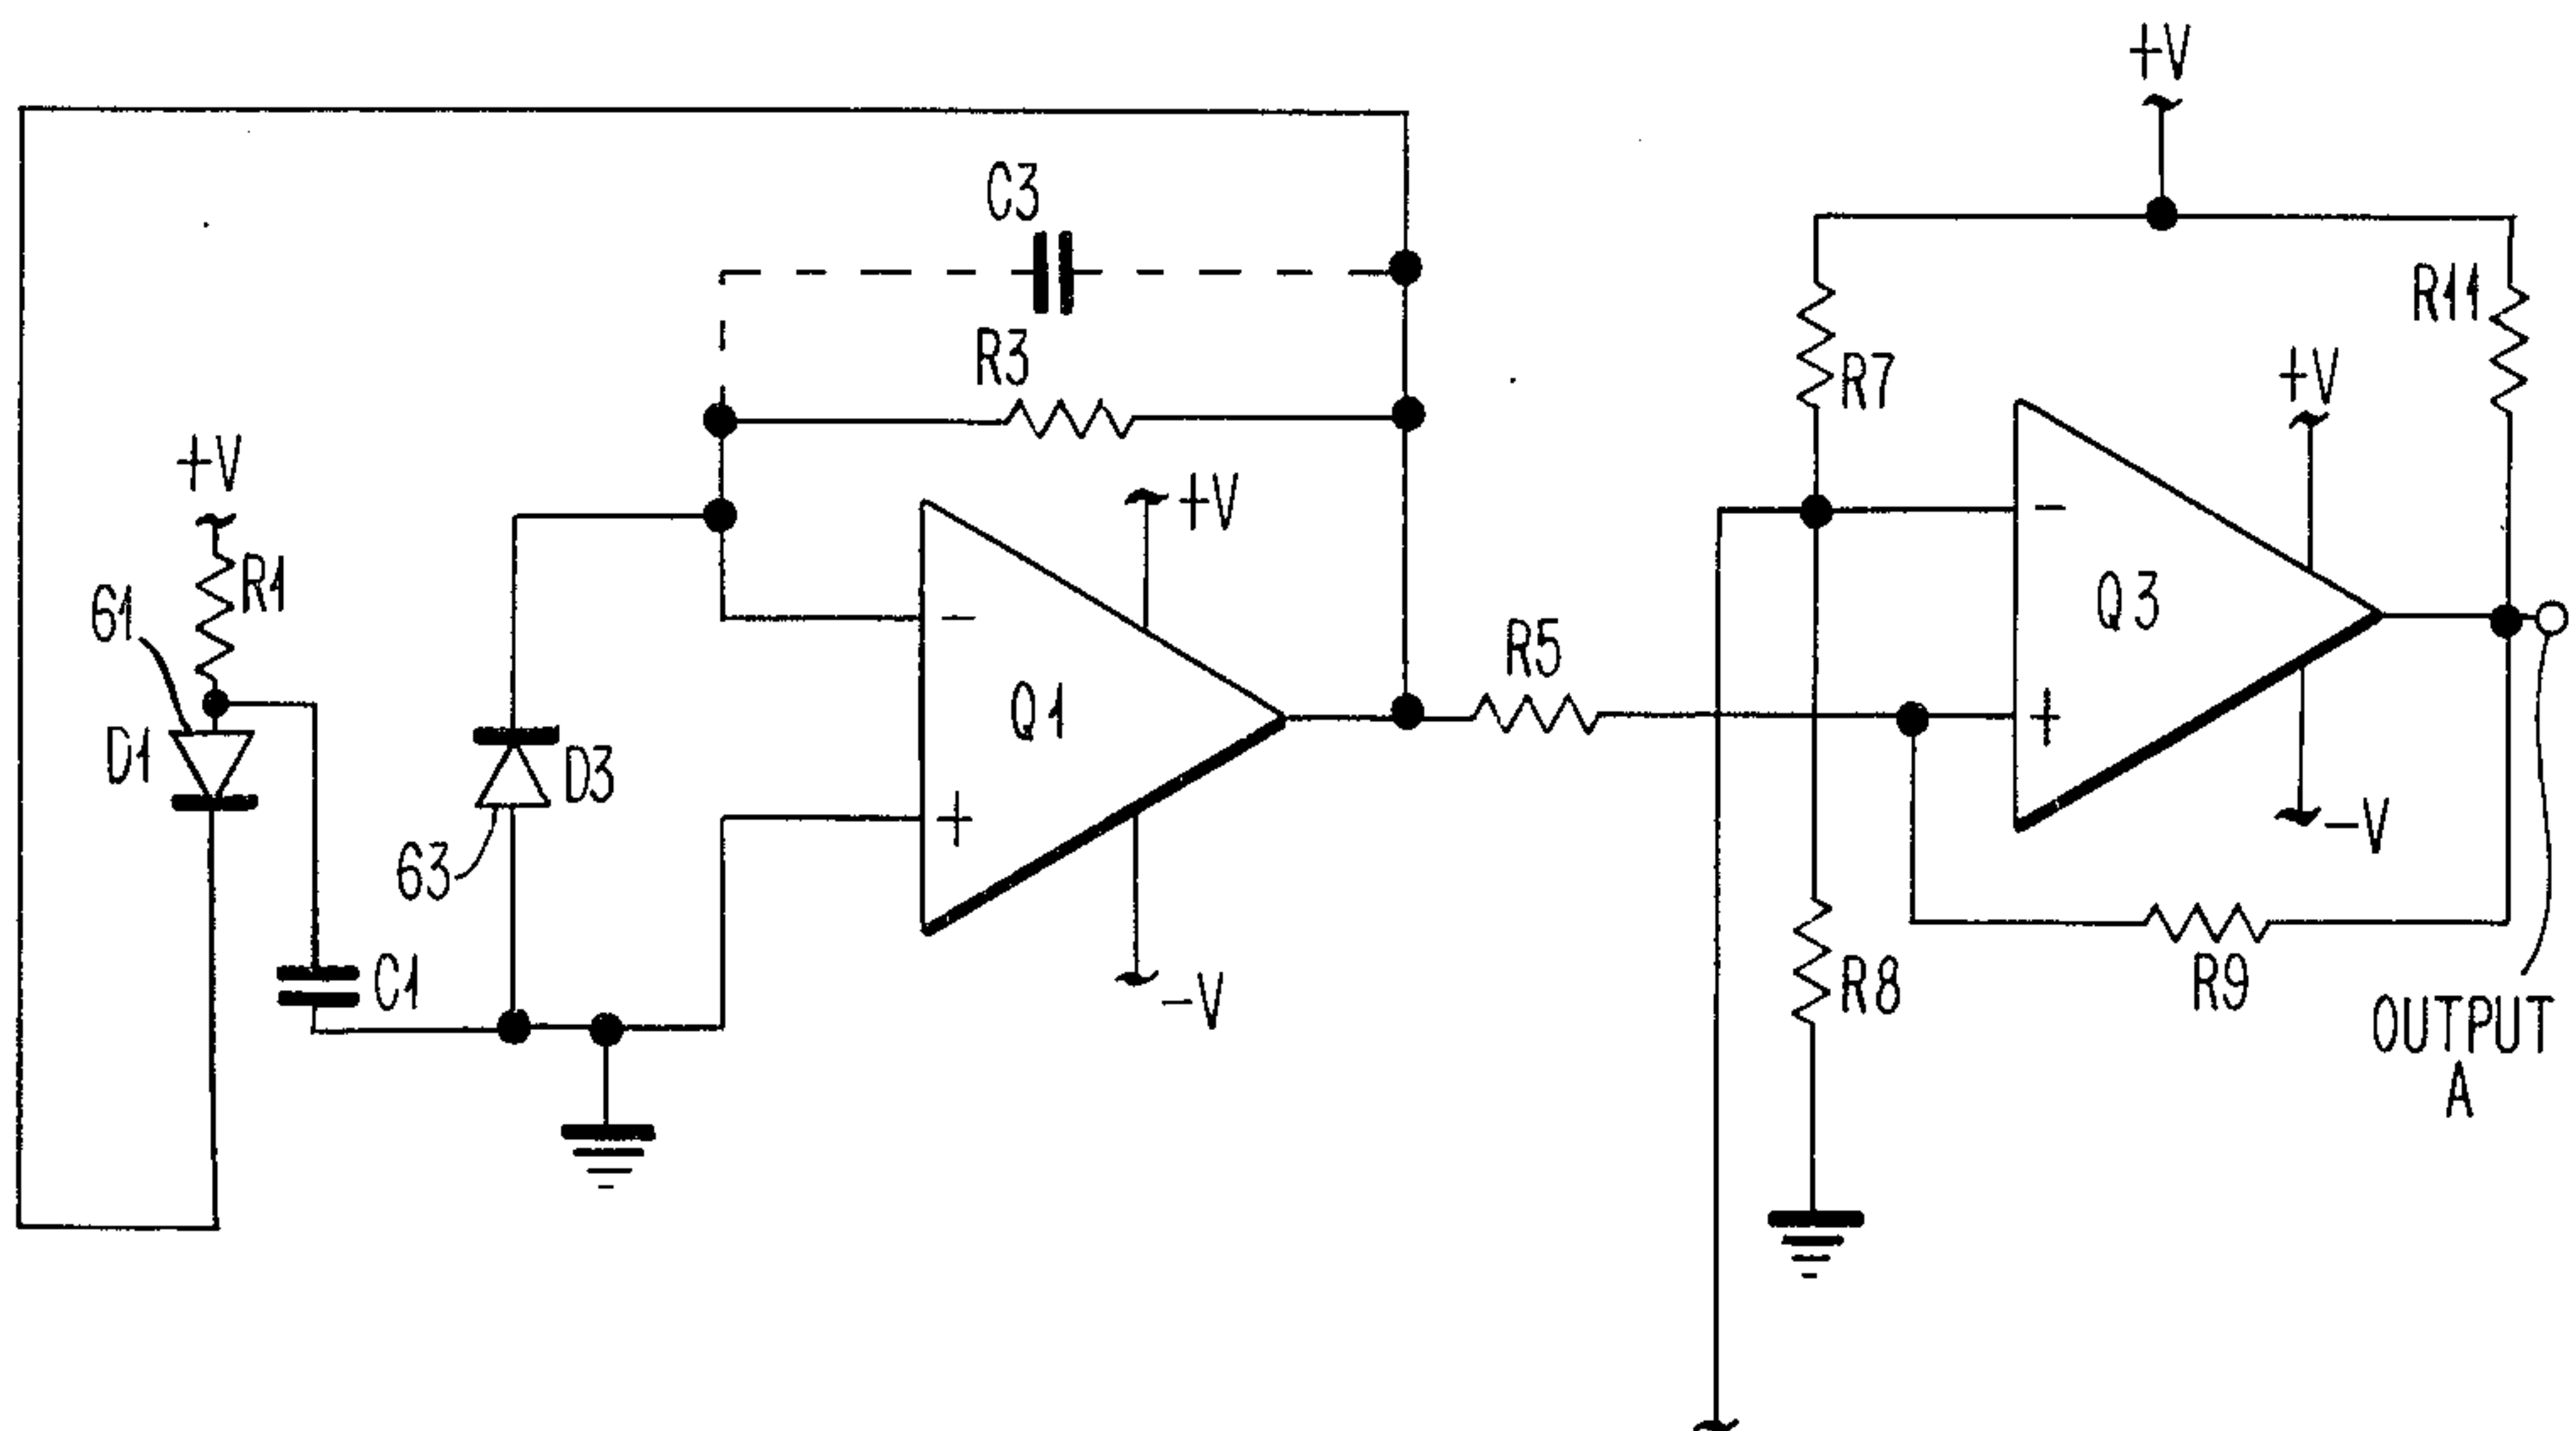 +V
C3
R3
R11
R7
+V
+V
+V
R1
61
Q3
R5
Q1
D1
D3
63
-V
C1
-V
R8
R9
OUTPUT
A
-
+
-
+